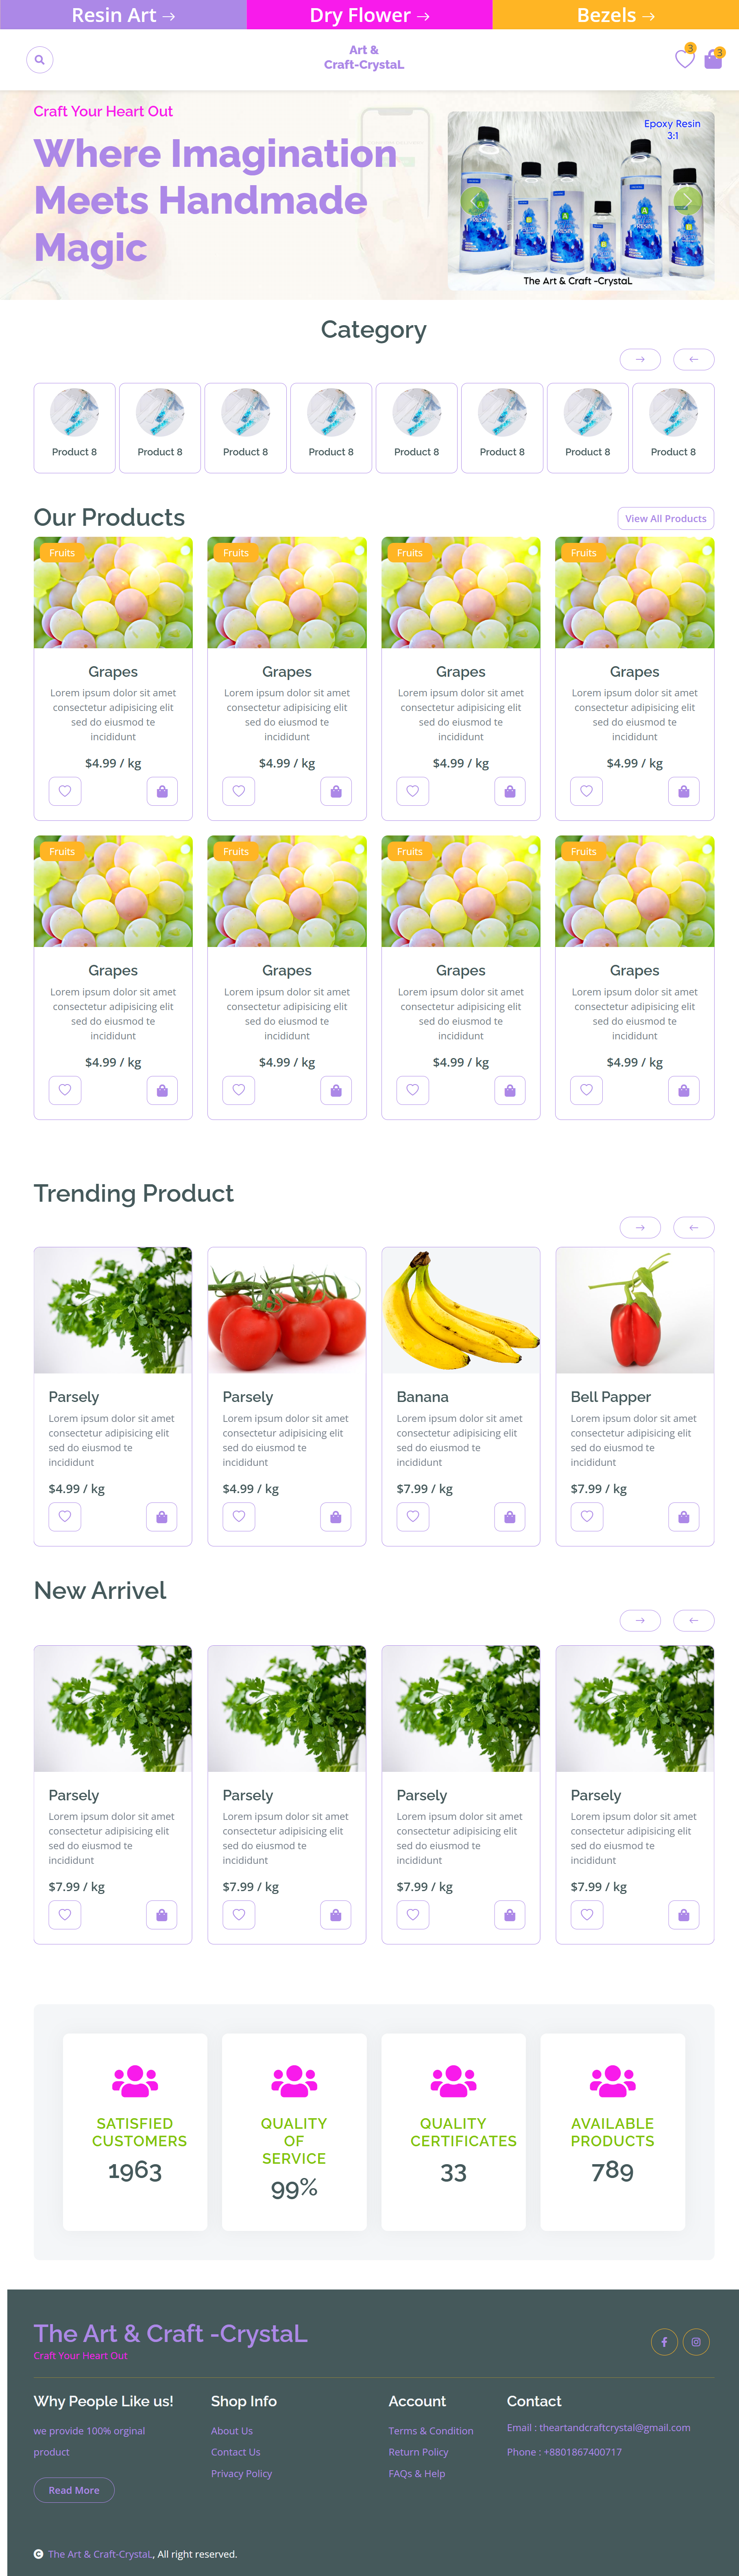 Resin Art →
Dry Flower →
Bezels →
Art &
Craft-CrystaL
3
3
Craft Your Heart Out
Where Imagination
Meets Handmade
Magic
Epoxy Resin
3:1
RESIN
RESIN
The Art & Craft -CrystaL
Category
→
←
Product 8
Product 8
Product 8
Product 8
Product 8
Product 8
Product 8
Product 8
Our Products
View All Products
Fruits
Fruits
Fruits
Fruits
Grapes
Grapes
Grapes
Grapes
Lorem ipsum dolor sit amet
consectetur adipisicing elit
sed do eiusmod te
incididunt
Lorem ipsum dolor sit amet
consectetur adipisicing elit
sed do eiusmod te
incididunt
Lorem ipsum dolor sit amet
consectetur adipisicing elit
sed do eiusmod te
incididunt
Lorem ipsum dolor sit amet
consectetur adipisicing elit
sed do eiusmod te
incididunt
$4.99 / kg
$4.99 / kg
$4.99 / kg
$4.99 / kg
Fruits
Fruits
Fruits
Fruits
Grapes
Grapes
Grapes
Grapes
Lorem ipsum dolor sit amet
consectetur adipisicing elit
sed do eiusmod te
incididunt
Lorem ipsum dolor sit amet
consectetur adipisicing elit
sed do eiusmod te
incididunt
Lorem ipsum dolor sit amet
consectetur adipisicing elit
sed do eiusmod te
incididunt
Lorem ipsum dolor sit amet
consectetur adipisicing elit
sed do eiusmod te
incididunt
$4.99 / kg
$4.99 / kg
$4.99 / kg
$4.99 / kg
Trending Product
→
←
Parsely
Parsely
Banana
Bell Papper
Lorem ipsum dolor sit amet
consectetur adipisicing elit
sed do eiusmod te
incididunt
Lorem ipsum dolor sit amet
consectetur adipisicing elit
sed do eiusmod te
incididunt
Lorem ipsum dolor sit amet
consectetur adipisicing elit
sed do eiusmod te
incididunt
Lorem ipsum dolor sit amet
consectetur adipisicing elit
sed do eiusmod te
incididunt
$4.99 / kg
$4.99 / kg
$7.99 / kg
$7.99 / kg
New Arrivel
→
←
Parsely
Parsely
Parsely
Parsely
Lorem ipsum dolor sit amet
consectetur adipisicing elit
sed do eiusmod te
incididunt
Lorem ipsum dolor sit amet
consectetur adipisicing elit
sed do eiusmod te
incididunt
Lorem ipsum dolor sit amet
consectetur adipisicing elit
sed do eiusmod te
incididunt
Lorem ipsum dolor sit amet
consectetur adipisicing elit
sed do eiusmod te
incididunt
$7.99 / kg
$7.99 / kg
$7.99 / kg
$7.99 / kg
SATISFIED
CUSTOMERS
1963
QUALITY
OF
SERVICE
99%
QUALITY
CERTIFICATES
33
AVAILABLE
PRODUCTS
789
The Art & Craft -CrystaL
Craft Your Heart Out
Why People Like us!
we provide 100% orginal
product
Read More
Shop Info
About Us
Contact Us
Privacy Policy
Account
Terms & Condition
Return Policy
FAQs & Help
Contact
Email : theartandcraftcrystal@gmail.com
Phone : +8801867400717
The Art & Craft-CrystaL, All right reserved.